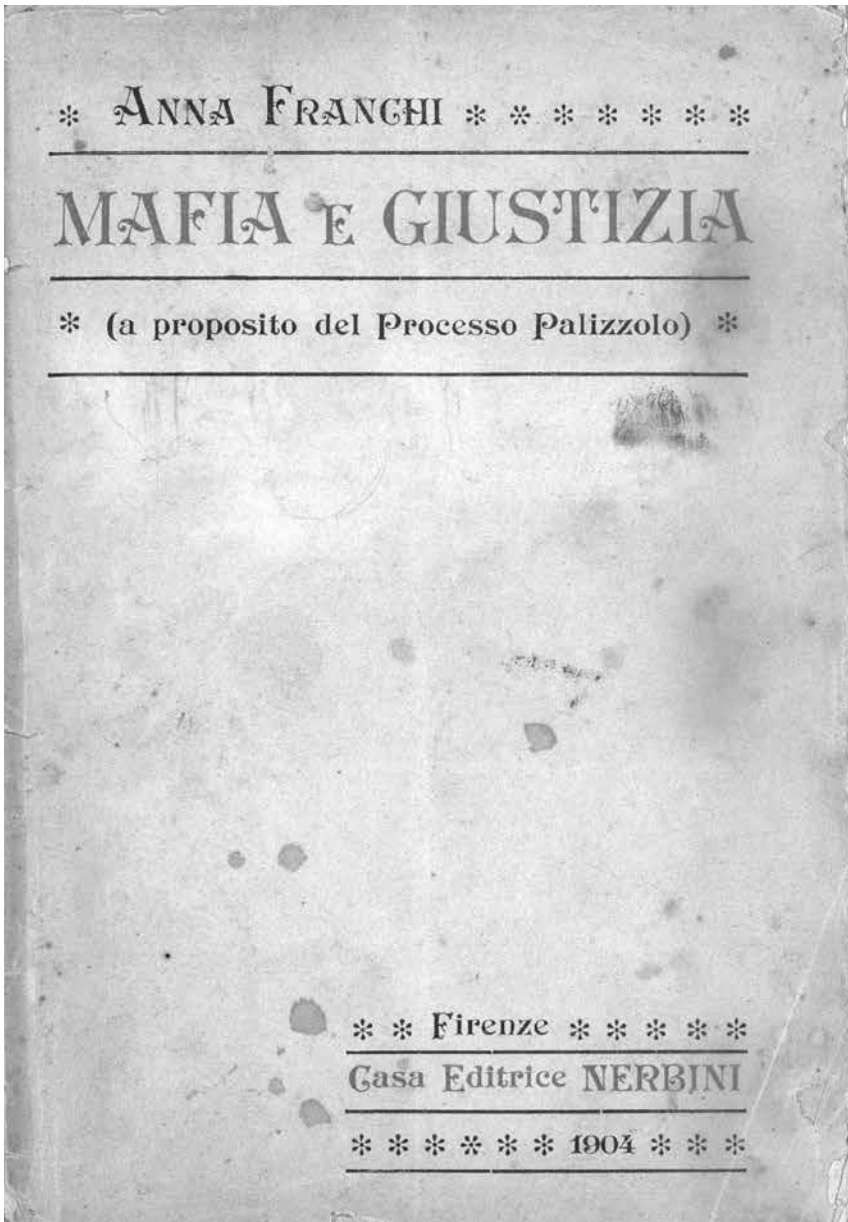 * ANNA FRANCHI * * * * * * *
MAFIA E GIUSTIZIA
* (a proposito del Processo Palizzolo) *
* * Firenze * * * * *
Casa Editrice NERBINI
* * * * * * 1904 * * *